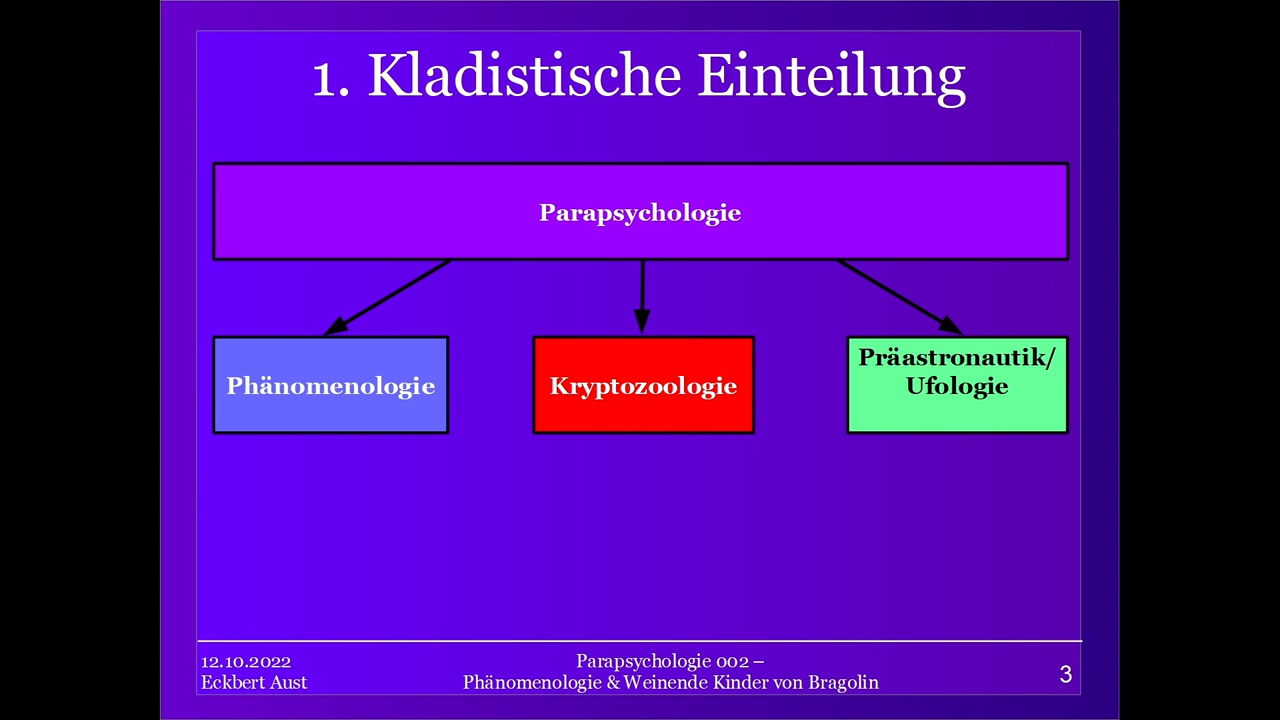 1. Kladistische Einteilung
Parapsychologie
Phänomenologie
Kryptozoologie
Präastronautik/
Ufologie
12.10.2022
Eckbert Aust
Parapsychologie 002 –
Phänomenologie & Weinende Kinder von Bragolin
3